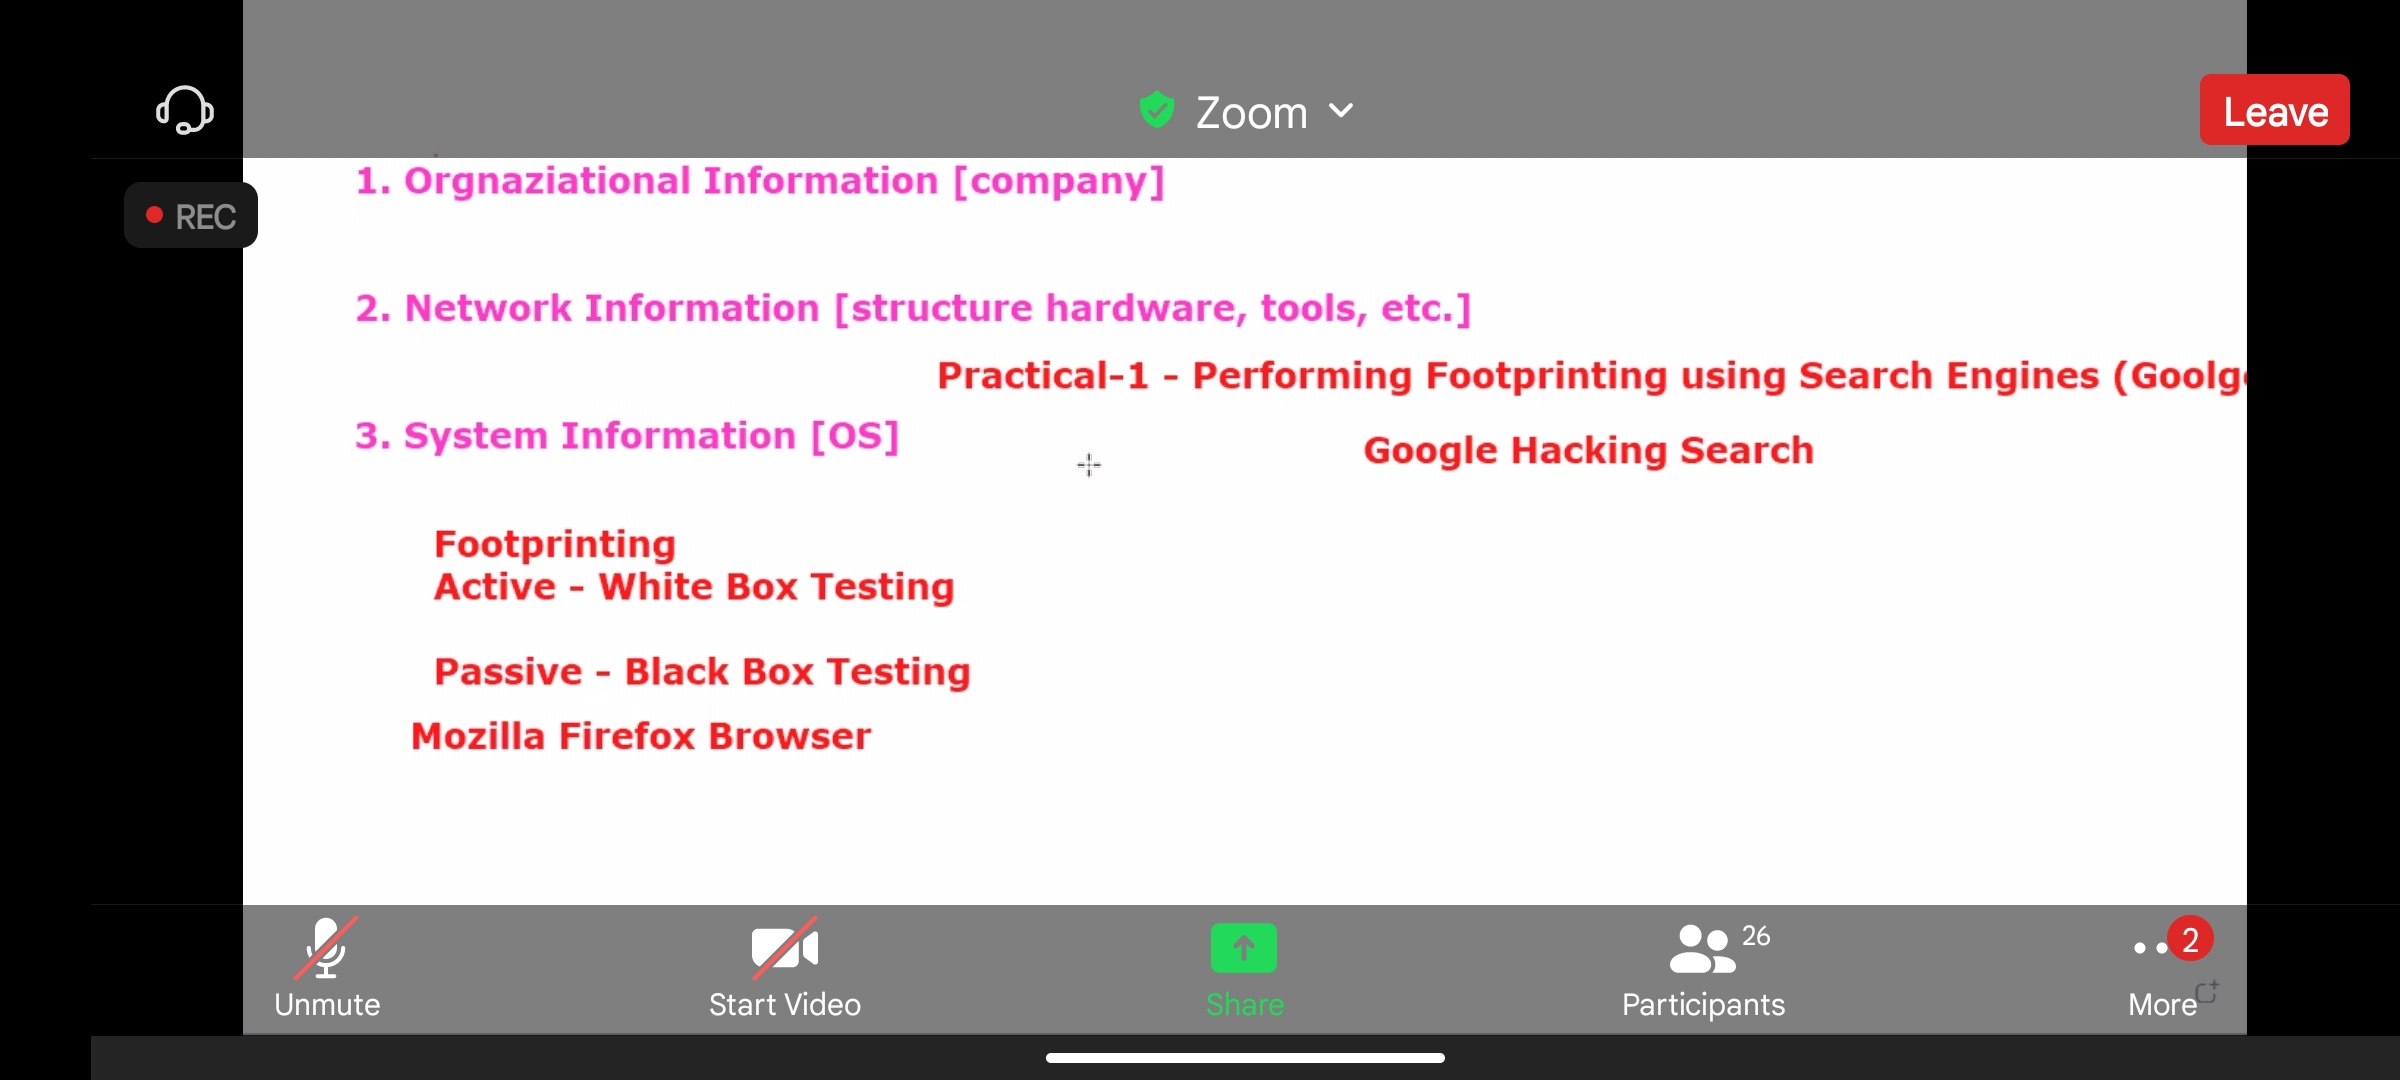 Zoom
Leave
REC
1. Orgnaziational Information [company]
2. Network Information [structure hardware, tools, etc.]
Practical-1 - Performing Footprinting using Search Engines (Goolg
3. System Information [OS]
Google Hacking Search
Footprinting
Active - White Box Testing
Passive - Black Box Testing
Mozilla Firefox Browser
26
2
Unmute
Start Video
Share
Participants
More